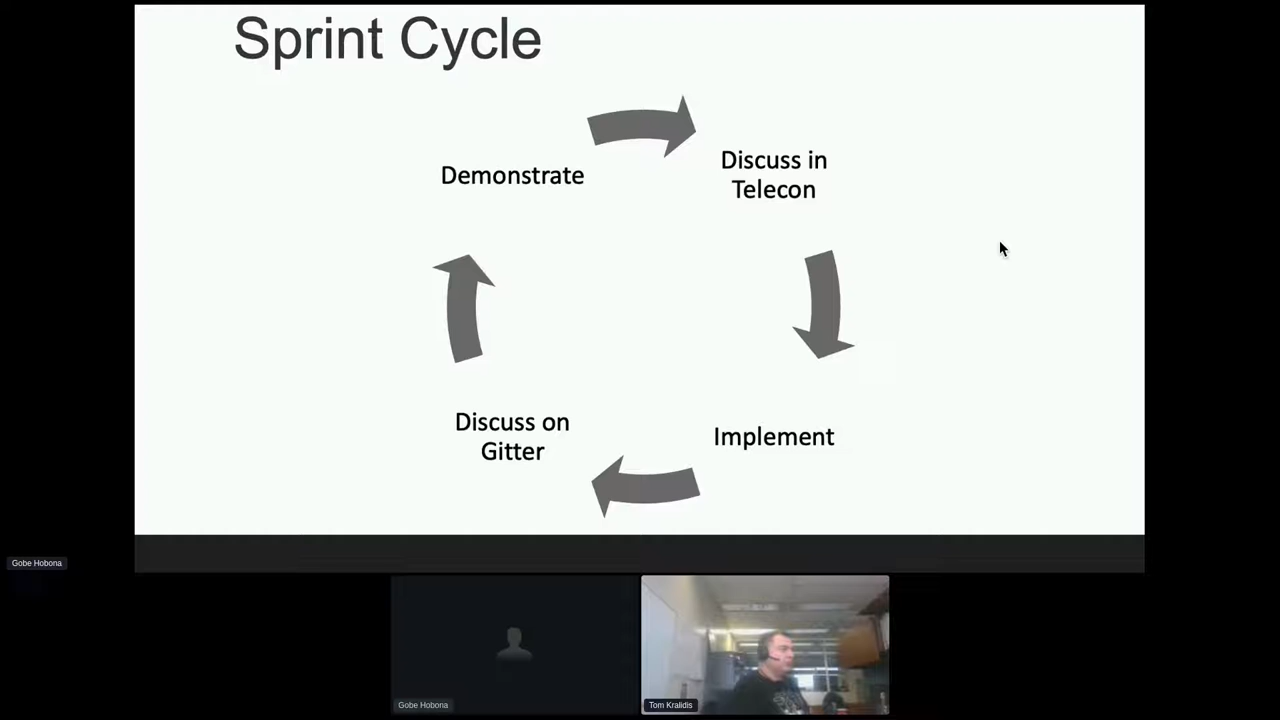 Sprint Cycle
Demonstrate
Discuss in
Telecon
Discuss on
Gitter
Implement
Gobe Hobona
Gobe Hobona
Tom Kralidis